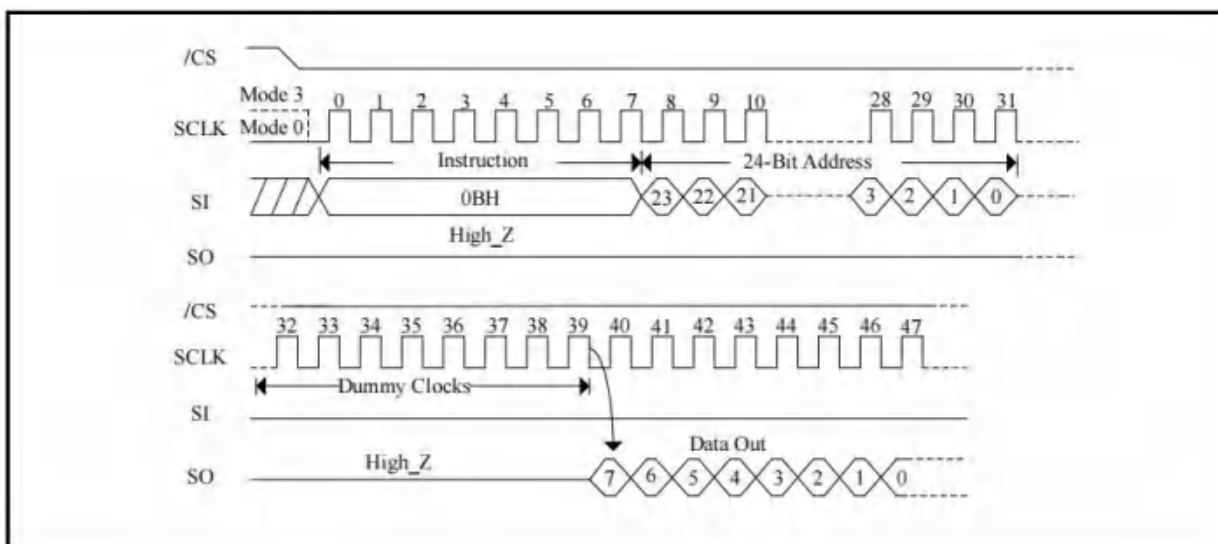 /CS
Mode 3
0 1 2 3 4 5 6 7 8 9 10 28 29 30 31
SCLK Mode 0
Instruction 24-Bit Address
SI 0BH 23 22 21 3 2 1 0
High_Z
SO
/CS
32 33 34 35 36 37 38 39 40 41 42 43 44 45 46 47
SCLK
Dummy Clocks
SI
High_Z Data Out
SO 7 6 5 4 3 2 1 0